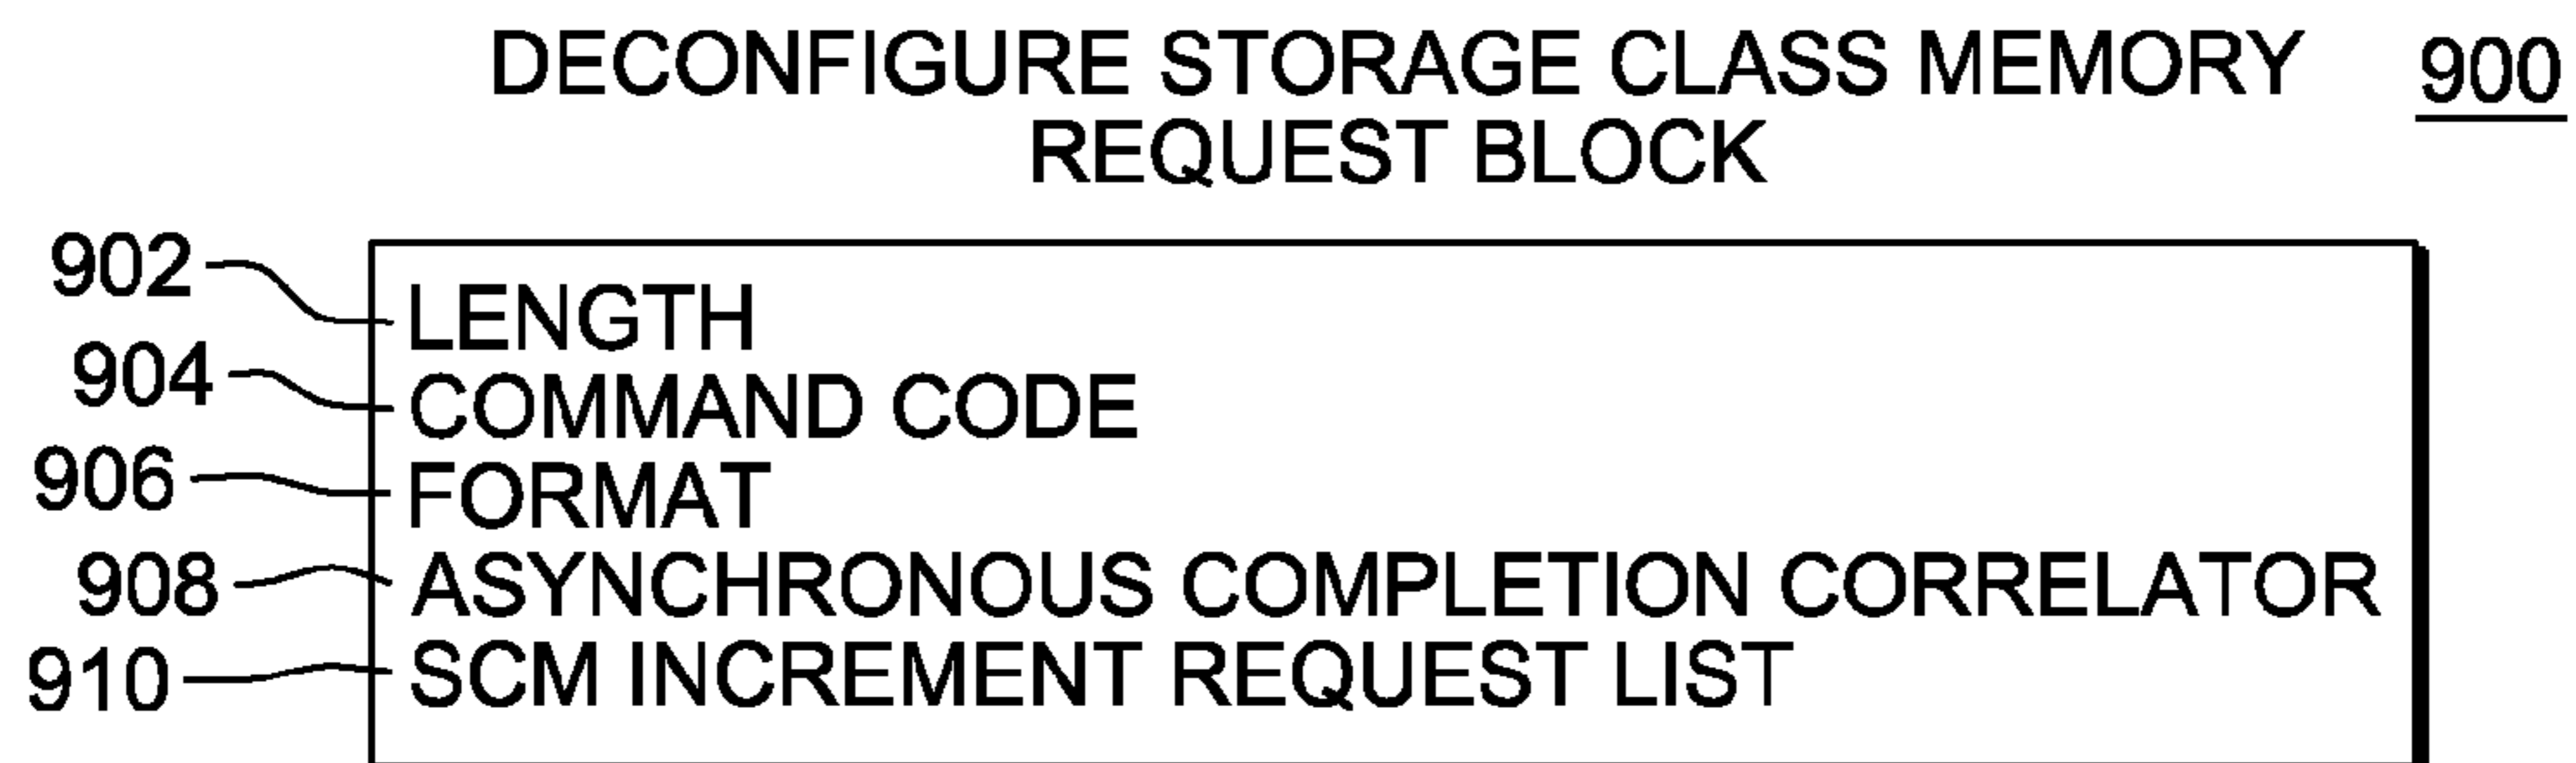 DECONFIGURE STORAGE CLASS MEMORY 900
REQUEST BLOCK
902 LENGTH
904 COMMAND CODE
906 FORMAT
908 ASYNCHRONOUS COMPLETION CORRELATOR
910 SCM INCREMENT REQUEST LIST